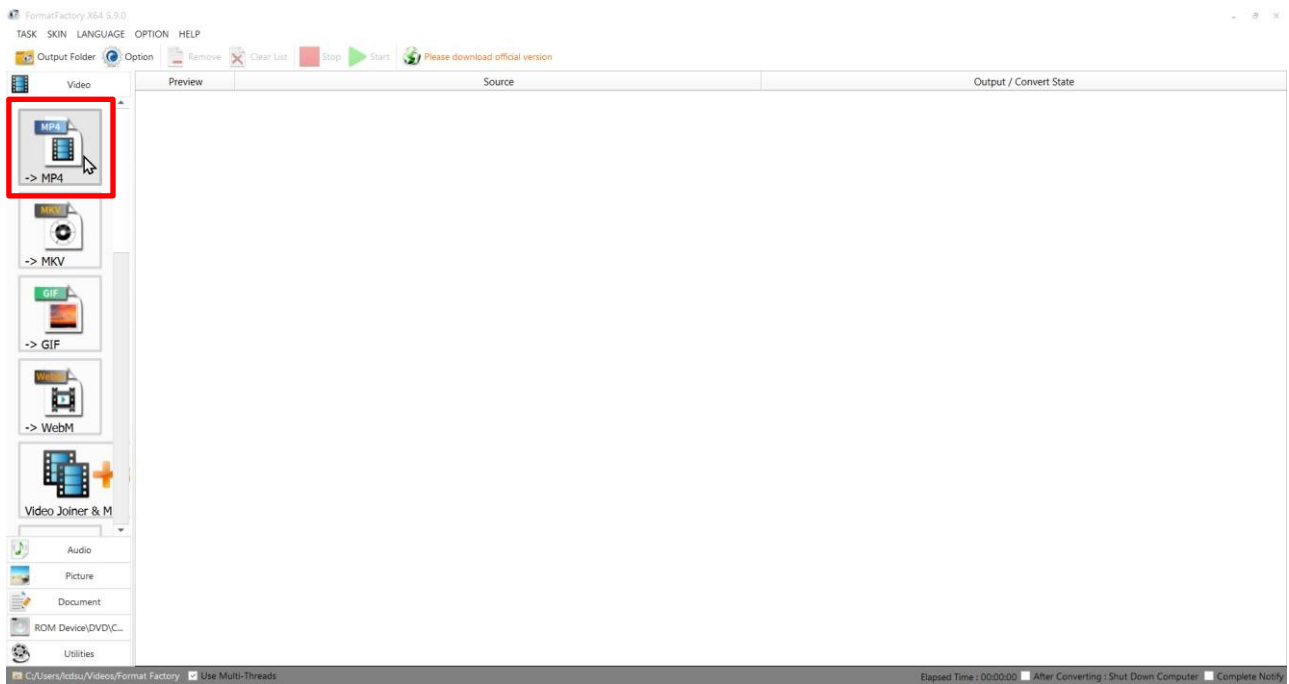 FormatFactory X64 5.9.0
TASK SKIN LANGUAGE OPTION HELP
Output Folder Option Remove Clear List Stop Start Please download official version
Video Preview Source Output / Convert State
MP4
-> MP4
MKV
-> MKV
GIF
-> GIF
WebM
-> WebM
Video Joiner & M
Audio
Picture
Document
ROM Device\DVD\C...
Utilities
C:/Users/lcdsu/Videos/Format Factory Use Multi-Threads Elapsed Time : 00:00:00 After Converting : Shut Down Computer Complete Notify